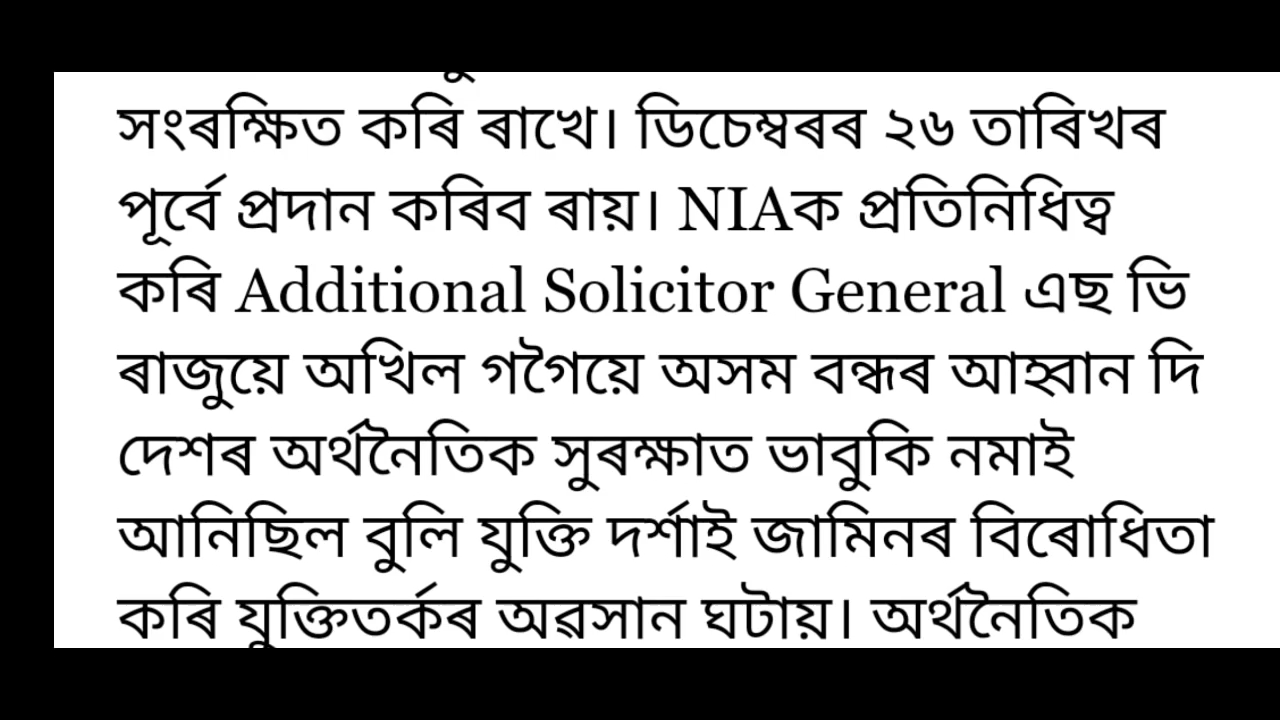 সংৰক্ষিত কৰি ৰাখে। ডিচেম্বৰৰ ২৬ তাৰিখৰ
পূৰ্বে প্ৰদান কৰিব ৰায়। NIAক প্ৰতিনিধিত্ব
কৰি Additional Solicitor General এছ ভি
ৰাজুয়ে অখিল গগৈয়ে অসম বন্ধৰ আহ্বান দি
দেশৰ অৰ্থনৈতিক সুৰক্ষাত ভাবুকি নমাই
আনিছিল বুলি যুক্তি দৰ্শাই জামিনৰ বিৰোধিতা
কৰি যুক্তিতৰ্কৰ অৱসান ঘটায়। অৰ্থনৈতিক